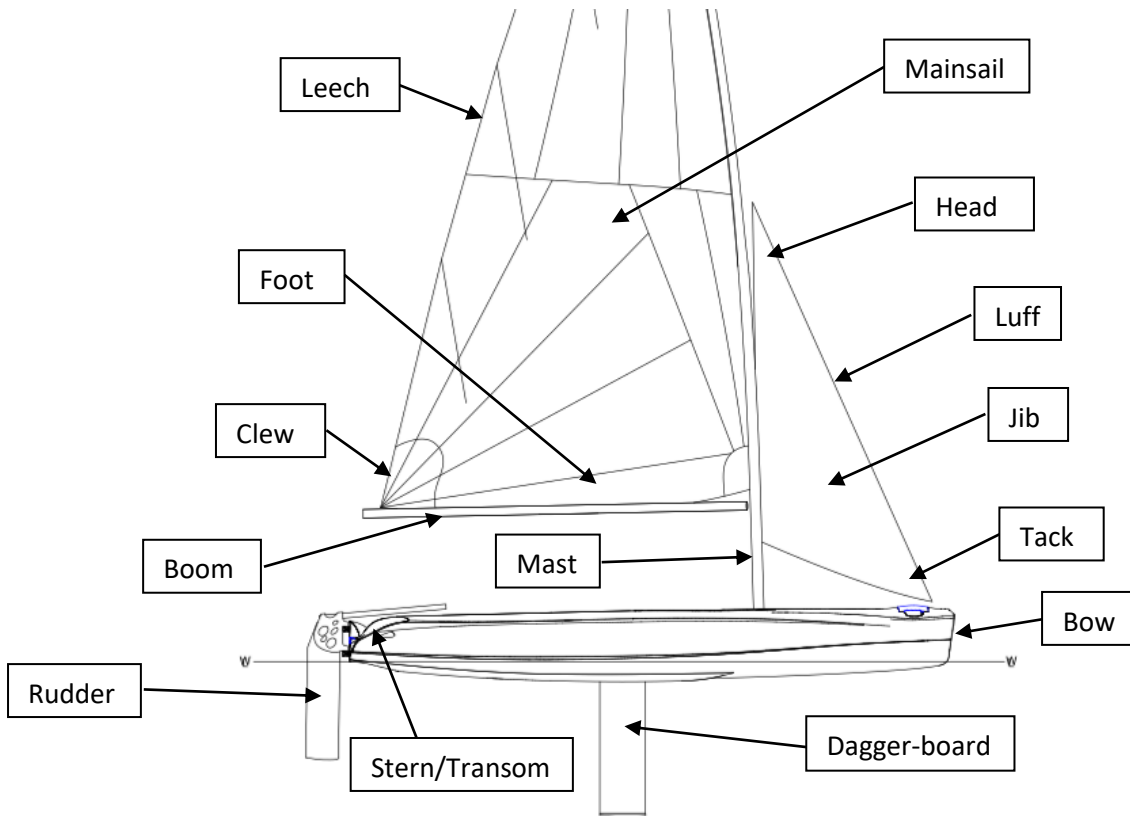 Mainsail
Leech
Head
Foot
Luff
Jib
Clew
Tack
Mast
Boom
Bow
W
W
Rudder
Dagger-board
Stern/Transom